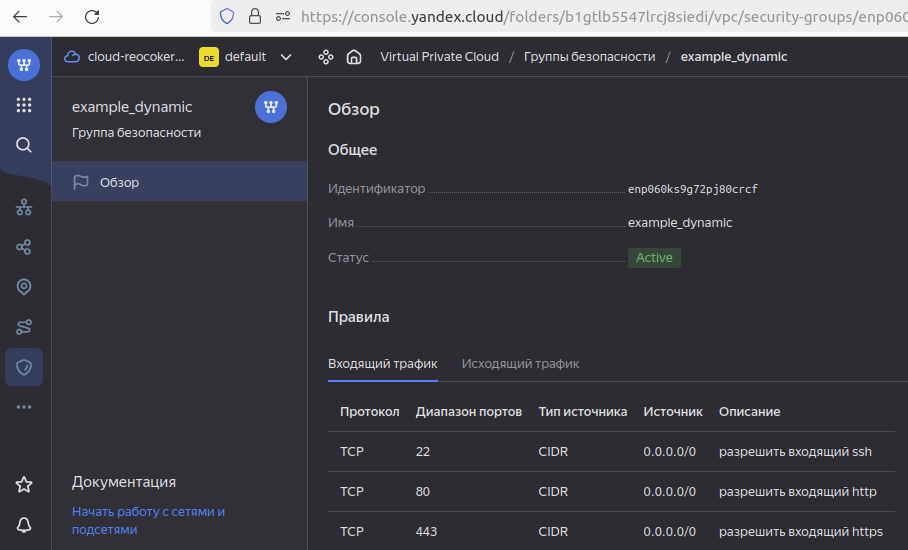 https://console.yandex.cloud/folders/b1gtlb5547lrcj8siedi/vpc/security-groups/enp060
cloud-reocoker... DE default Virtual Private Cloud / Группы безопасности / example_dynamic
example_dynamic
Группа безопасности
Обзор
Документация
Начать работу с сетями и
подсетями
Обзор
Общее
Идентификатор enp060ks9g72pj80crcf
Имя example_dynamic
Статус Active
Правила
Входящий трафик Исходящий трафик
Протокол Диапазон портов Тип источника Источник Описание
TCP 22 CIDR 0.0.0.0/0 разрешить входящий ssh
TCP 80 CIDR 0.0.0.0/0 разрешить входящий http
TCP 443 CIDR 0.0.0.0/0 разрешить входящий https